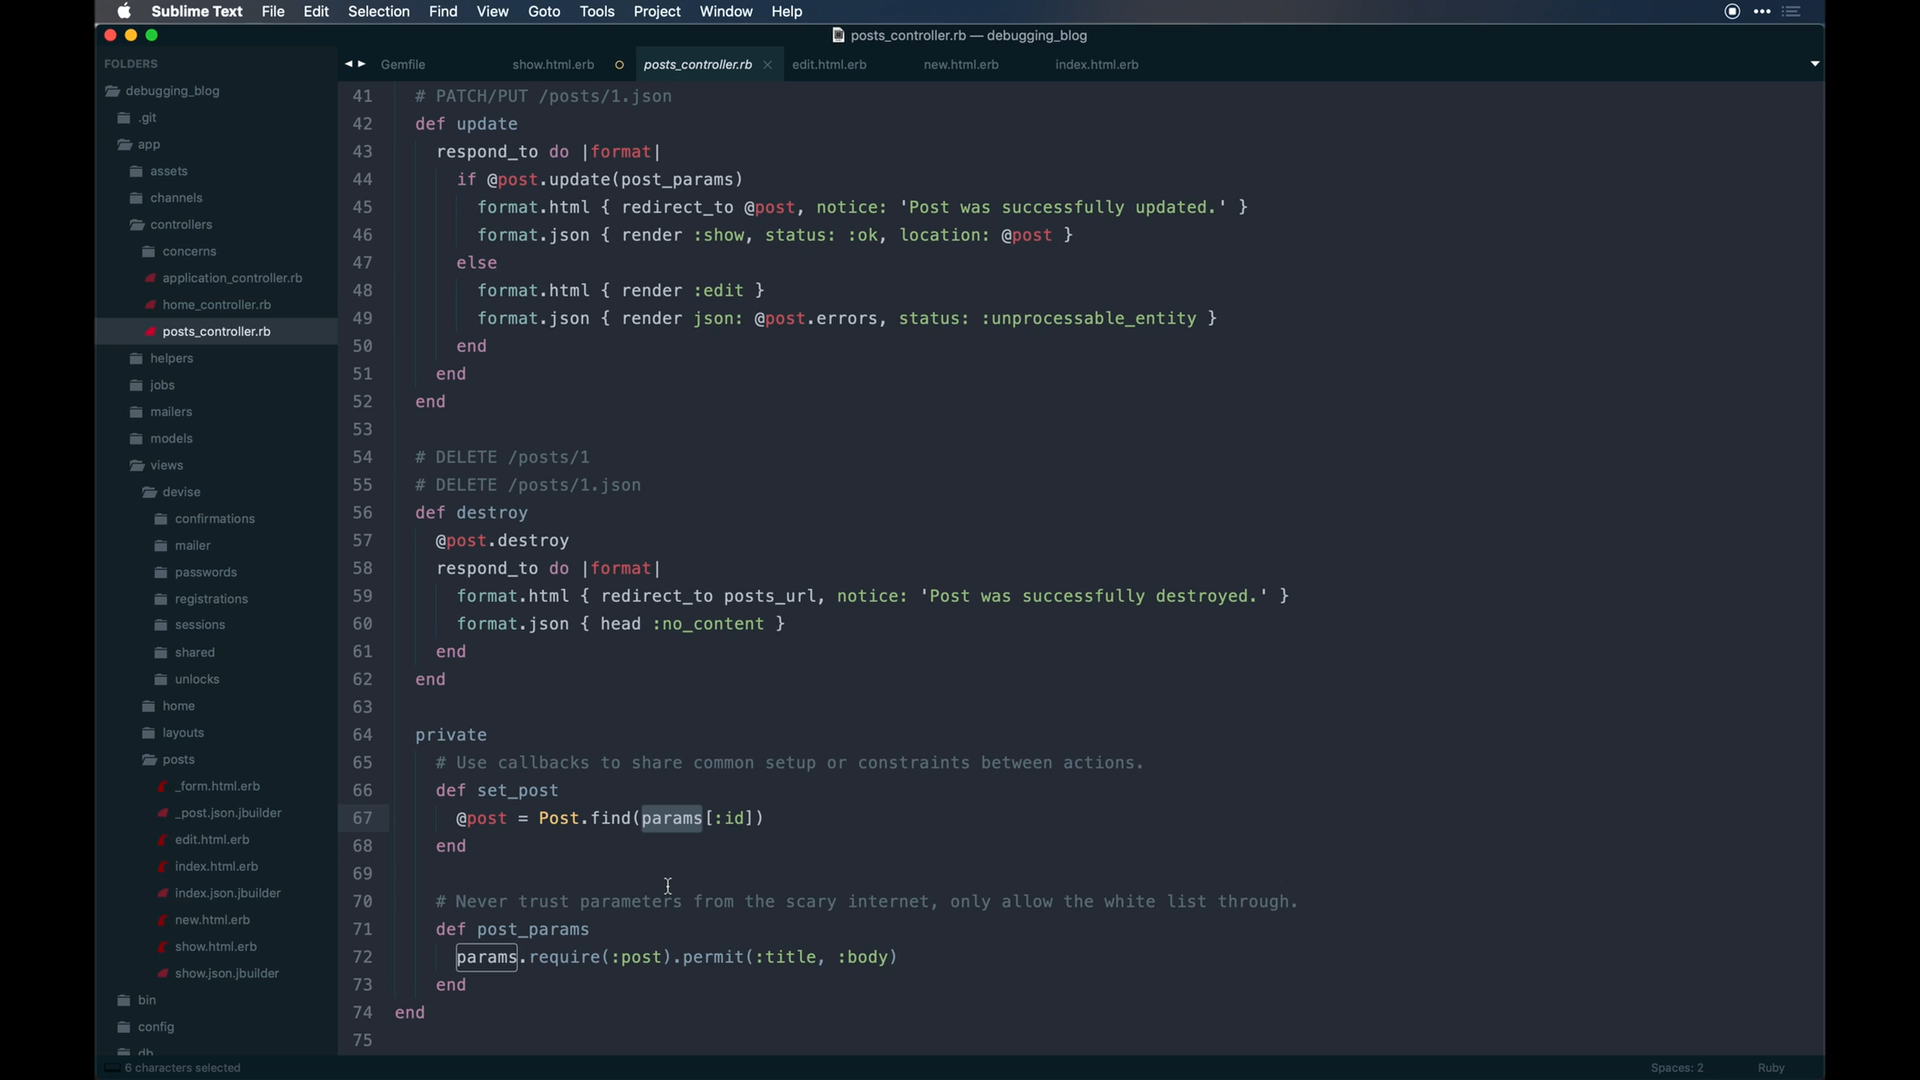 Sublime Text File Edit Selection Find View Goto Tools Project Window Help
posts_controller.rb — debugging_blog
FOLDERS
debugging_blog
.git
app
assets
channels
controllers
concerns
application_controller.rb
home_controller.rb
posts_controller.rb
helpers
jobs
mailers
models
views
devise
confirmations
mailer
passwords
registrations
sessions
shared
unlocks
home
layouts
posts
_form.html.erb
_post.json.jbuilder
edit.html.erb
index.html.erb
index.json.jbuilder
new.html.erb
show.html.erb
show.json.jbuilder
bin
config
db
Gemfile show.html.erb posts_controller.rb edit.html.erb new.html.erb index.html.erb
41 # PATCH/PUT /posts/1.json
42 def update
43 respond_to do |format|
44 if @post.update(post_params)
45 format.html { redirect_to @post, notice: 'Post was successfully updated.' }
46 format.json { render :show, status: :ok, location: @post }
47 else
48 format.html { render :edit }
49 format.json { render json: @post.errors, status: :unprocessable_entity }
50 end
51 end
52 end
53
54 # DELETE /posts/1
55 # DELETE /posts/1.json
56 def destroy
57 @post.destroy
58 respond_to do |format|
59 format.html { redirect_to posts_url, notice: 'Post was successfully destroyed.' }
60 format.json { head :no_content }
61 end
62 end
63
64 private
65 # Use callbacks to share common setup or constraints between actions.
66 def set_post
67 @post = Post.find(params[:id])
68 end
69
70 # Never trust parameters from the scary internet, only allow the white list through.
71 def post_params
72 params.require(:post).permit(:title, :body)
73 end
74 end
75
6 characters selected Spaces: 2 Ruby